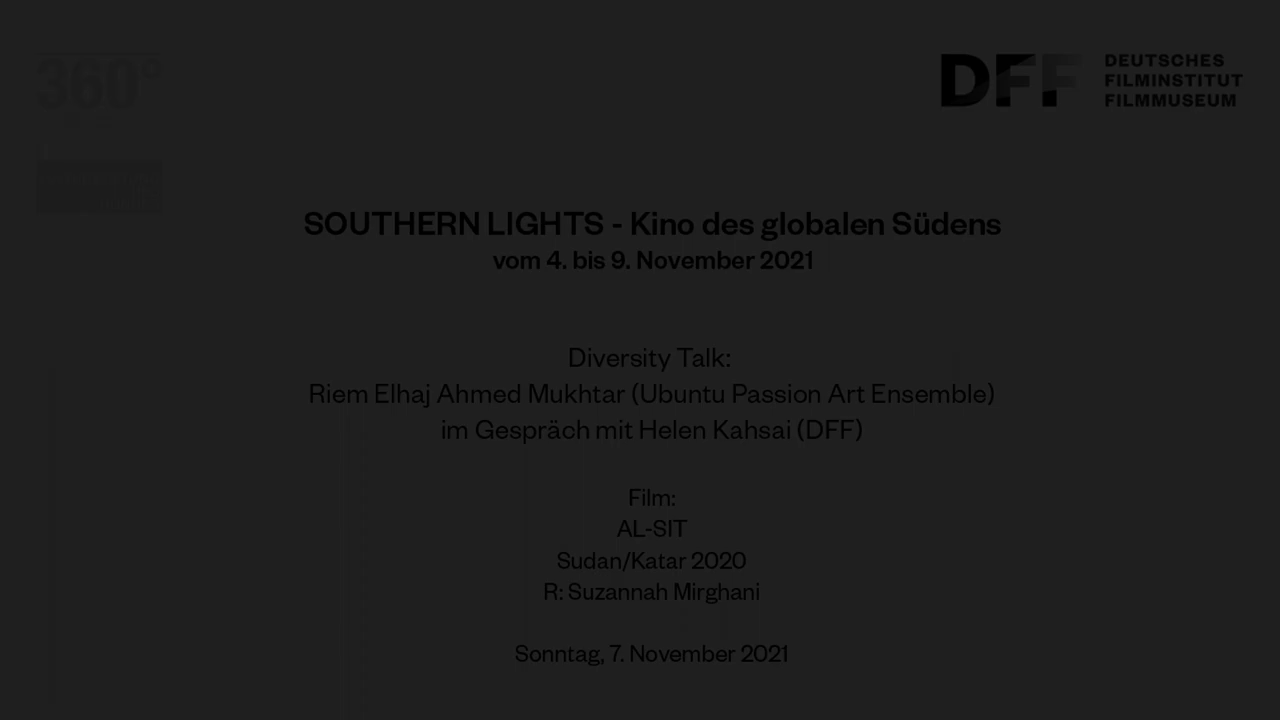 360°
DFF
DEUTSCHES
FILMINSTITUT
FILMMUSEUM
SOUTHERN LIGHTS - Kino des globalen Südens
vom 4. bis 9. November 2021
Diversity Talk:
Riem Elhaj Ahmed Mukhtar (Ubuntu Passion Art Ensemble)
im Gespräch mit Helen Kahsai (DFF)
Film:
AL-SIT
Sudan/Katar 2020
R: Suzannah Mirghani
Sonntag, 7. November 2021